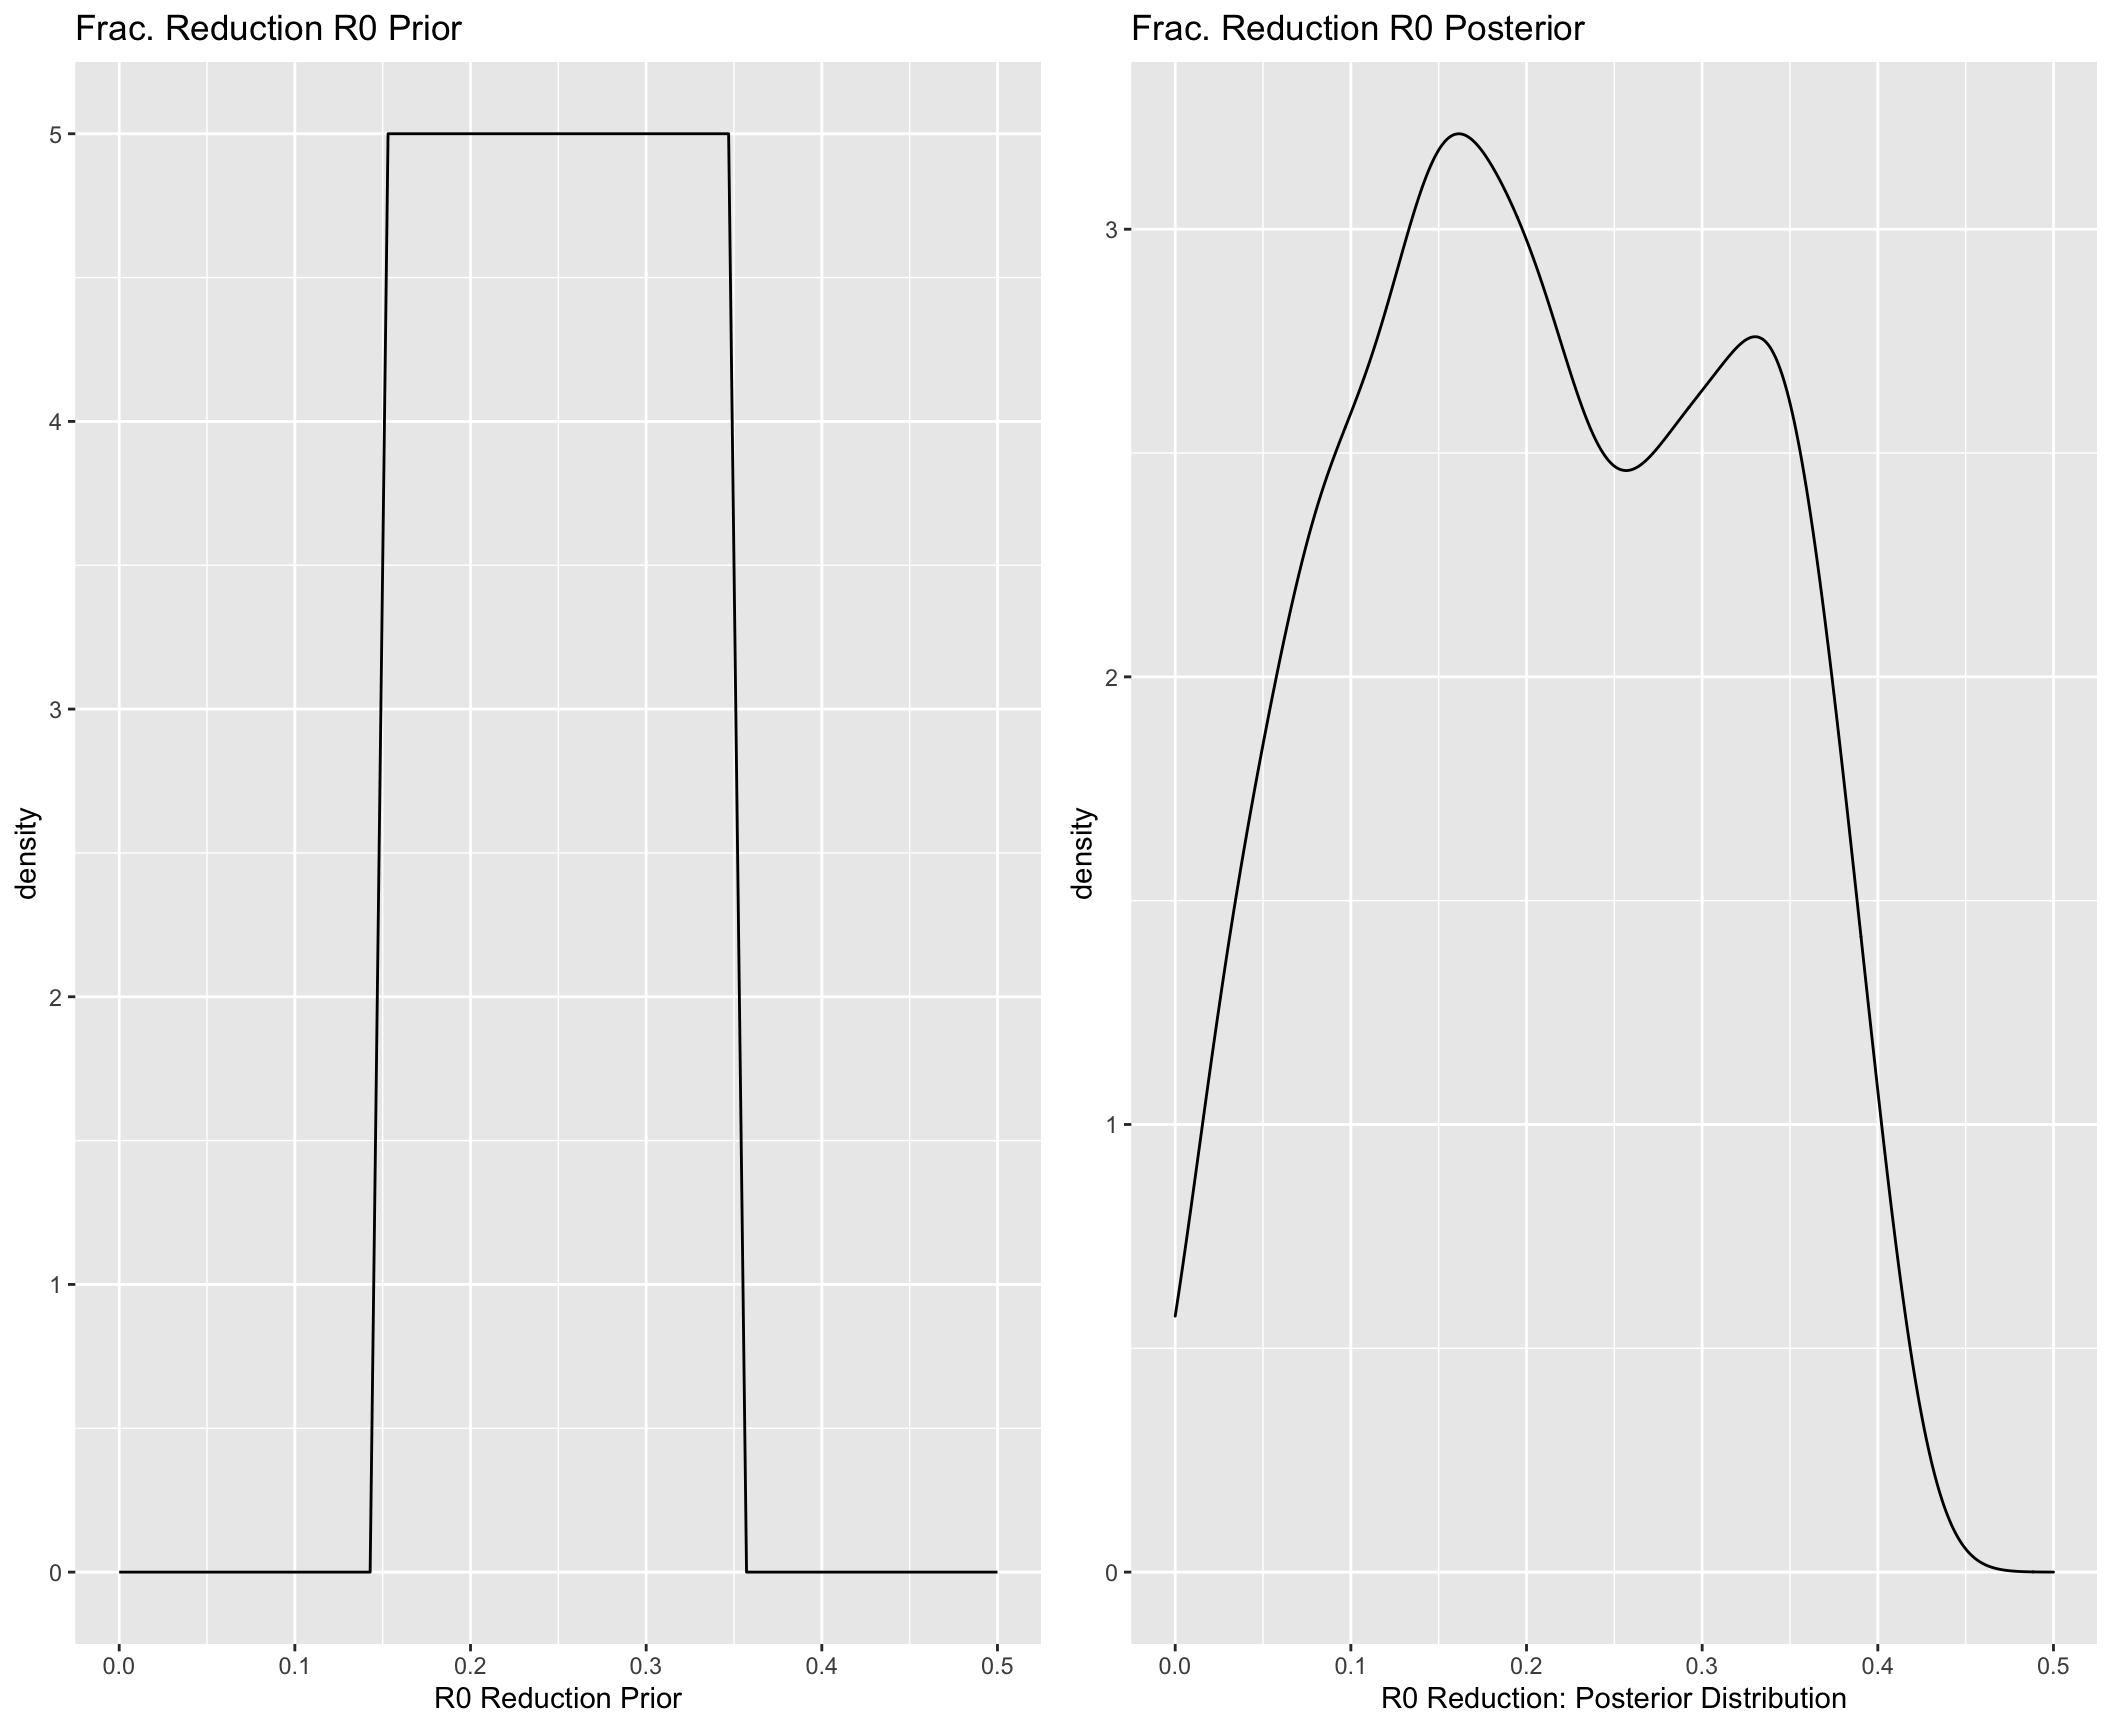 Frac. Reduction R0 Prior
5
4
3
2
1
0
density
0.0 0.1 0.2 0.3 0.4 0.5
R0 Reduction Prior
Frac. Reduction R0 Posterior
3
2
1
0
density
0.0 0.1 0.2 0.3 0.4 0.5
R0 Reduction: Posterior Distribution